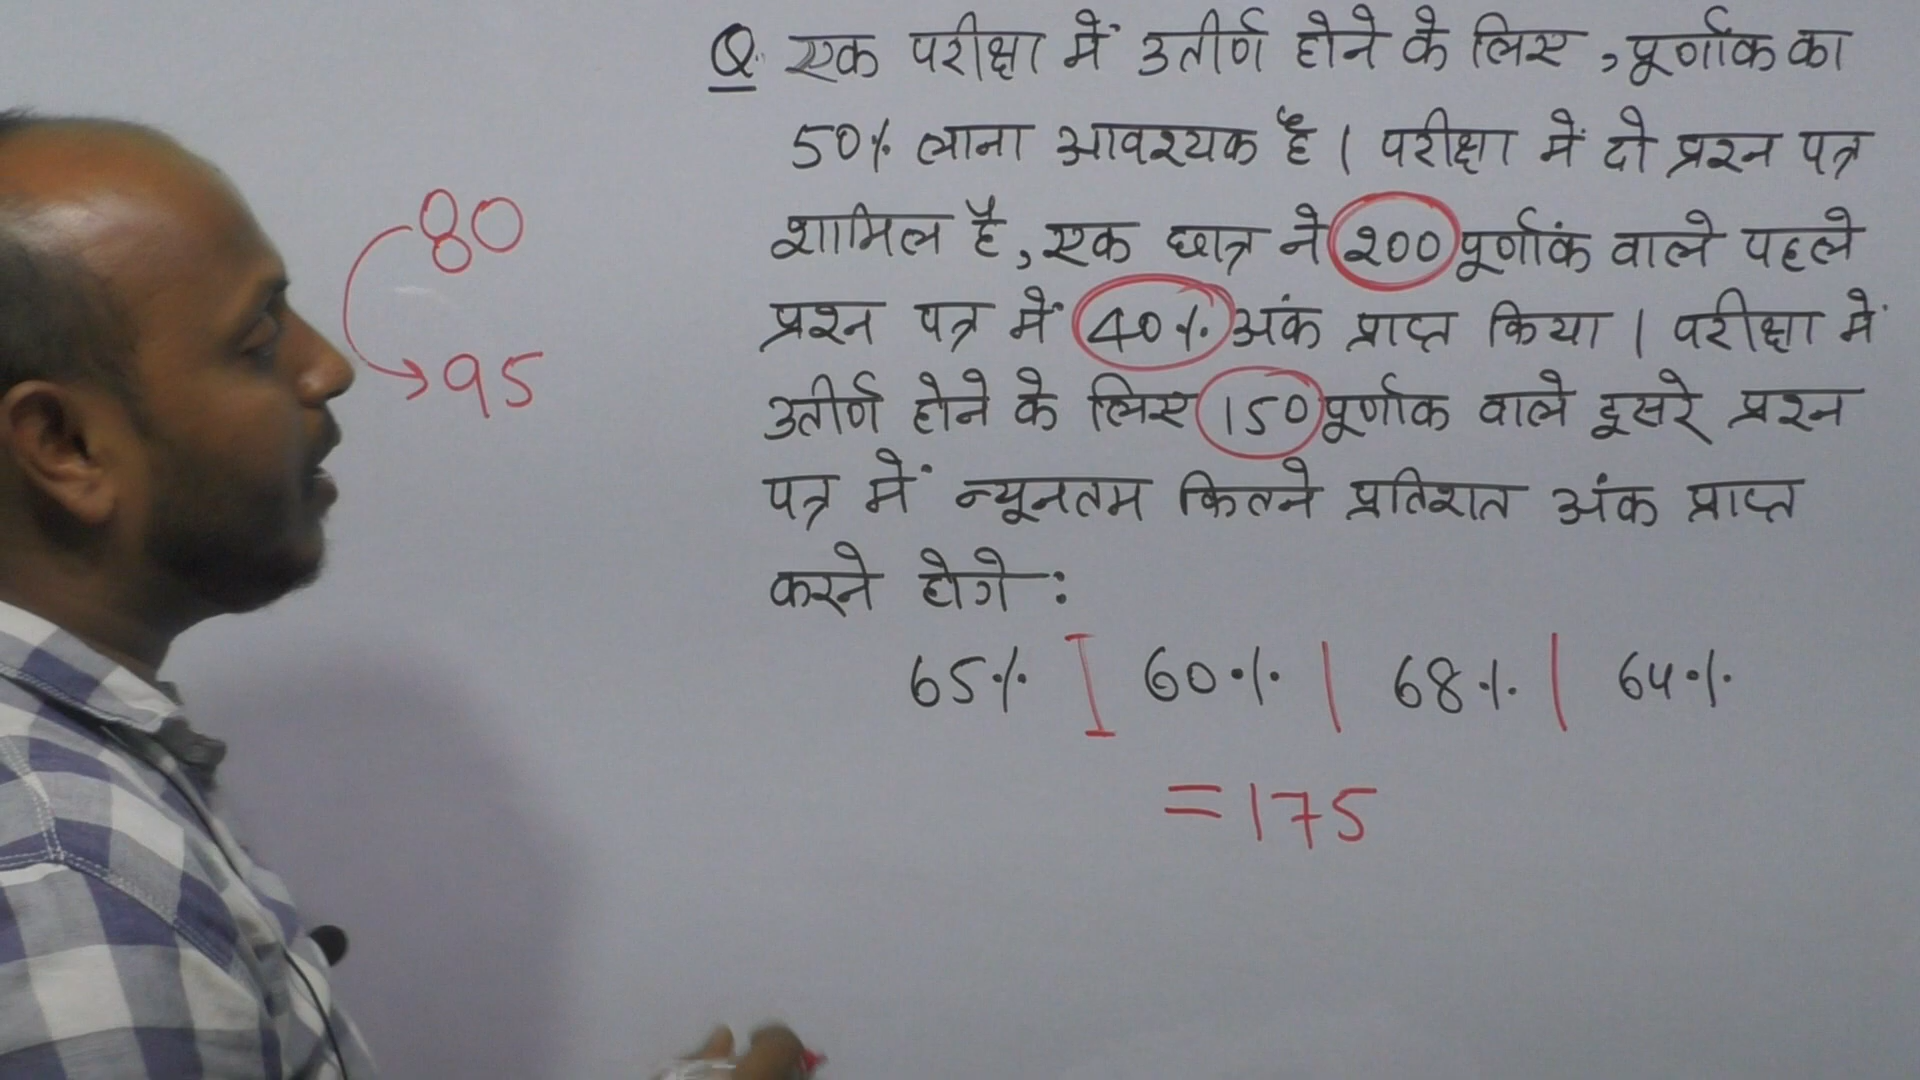 Q. एक परीक्षा में उतीर्ण होने के लिए, पूर्णांक का
50% लाना आवश्यक है। परीक्षा में दो प्रश्न पत्र
शामिल है, एक छात्र ने 200 पूर्णांक वाले पहले
प्रश्न पत्र में 40% अंक प्राप्त किया। परीक्षा में
उतीर्ण होने के लिए 150 पूर्णांक वाले दूसरे प्रश्न
पत्र में न्यूनतम कितने प्रतिशत अंक प्राप्त
करने होगे:
65% | 60% | 68% | 64%
= 175
80
95